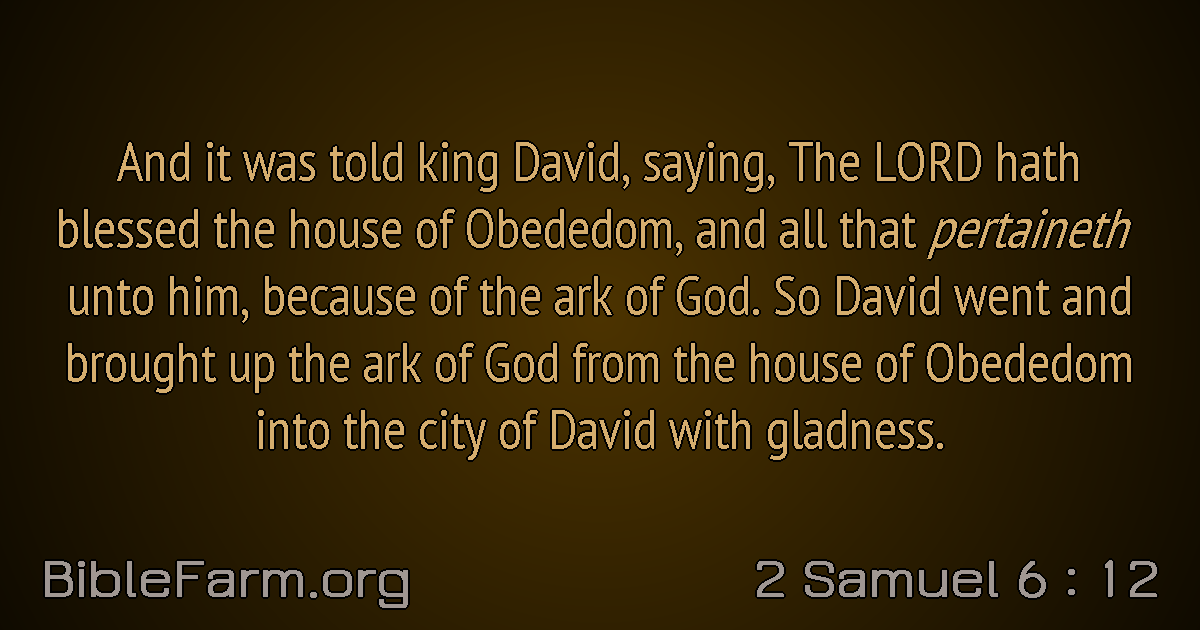 And it was told king David, saying, The LORD hath
blessed the house of Obededom, and all that pertaineth
unto him, because of the ark of God. So David went and
brought up the ark of God from the house of Obededom
into the city of David with gladness.
BibleFarm.org
2 Samuel 6 : 12